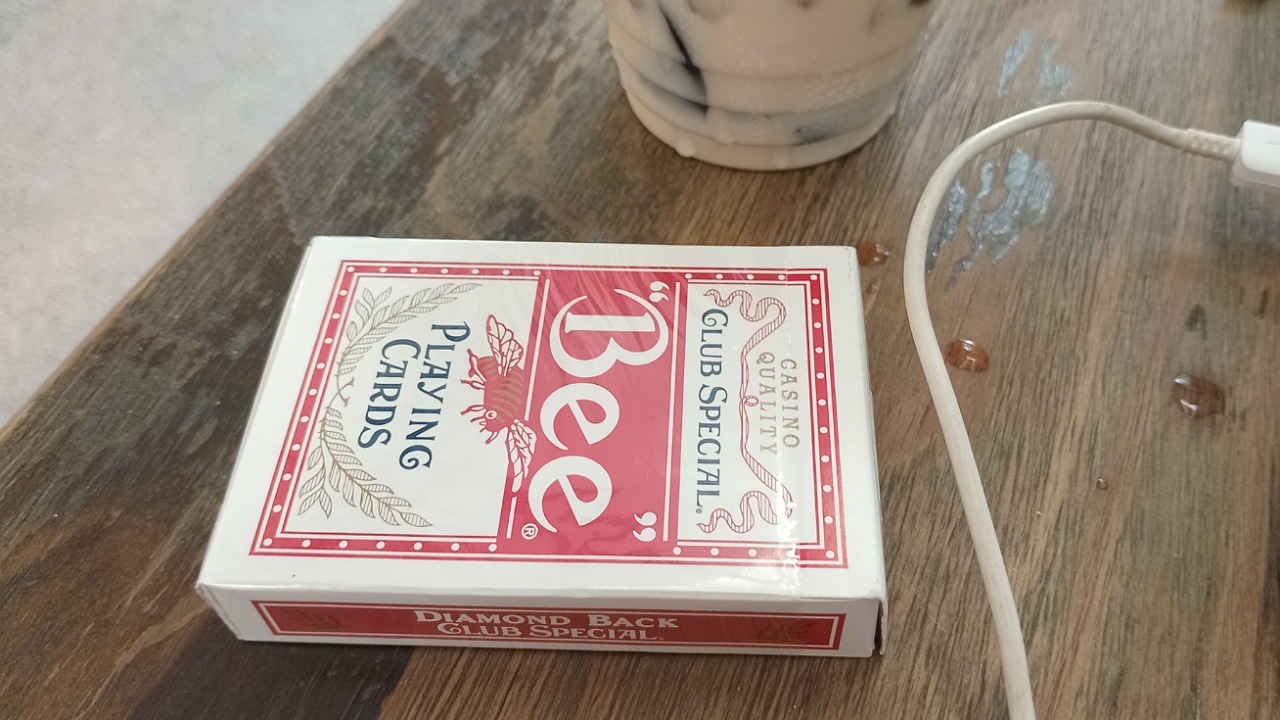 CASINO
QUALITY
CLUB SPECIAL®
"Bee"®
PLAYING
CARDS
DIAMOND BACK
CLUB SPECIAL®